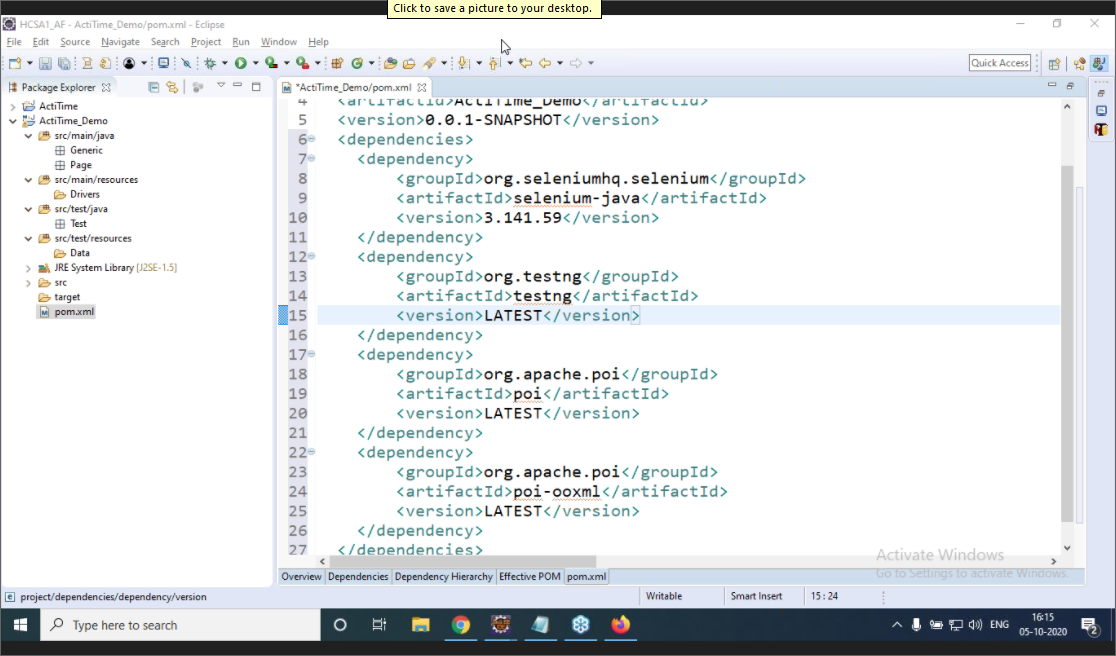 Click to save a picture to your desktop.
HCSA1_AF - ActiTime_Demo/pom.xml - Eclipse
File Edit Source Navigate Search Project Run Window Help
Quick Access
Package Explorer
*ActiTime_Demo/pom.xml
ActiTime
ActiTime_Demo
src/main/java
Generic
Page
src/main/resources
Drivers
src/test/java
Test
src/test/resources
Data
JRE System Library [J2SE-1.5]
src
target
pom.xml
4 <artifactId>ActiTime_Demo</artifactId>
5 <version>0.0.1-SNAPSHOT</version>
6 <dependencies>
7 <dependency>
8 <groupId>org.seleniumhq.selenium</groupId>
9 <artifactId>selenium-java</artifactId>
10 <version>3.141.59</version>
11 </dependency>
12 <dependency>
13 <groupId>org.testng</groupId>
14 <artifactId>testng</artifactId>
15 <version>LATEST</version>
16 </dependency>
17 <dependency>
18 <groupId>org.apache.poi</groupId>
19 <artifactId>poi</artifactId>
20 <version>LATEST</version>
21 </dependency>
22 <dependency>
23 <groupId>org.apache.poi</groupId>
24 <artifactId>poi-ooxml</artifactId>
25 <version>LATEST</version>
26 </dependency>
27 </dependencies>
Activate Windows
Go to Settings to activate Windows.
Overview Dependencies Dependency Hierarchy Effective POM pom.xml
project/dependencies/dependency/version
Writable
Smart Insert
15 : 24
Type here to search
ENG
16:15
05-10-2020
2